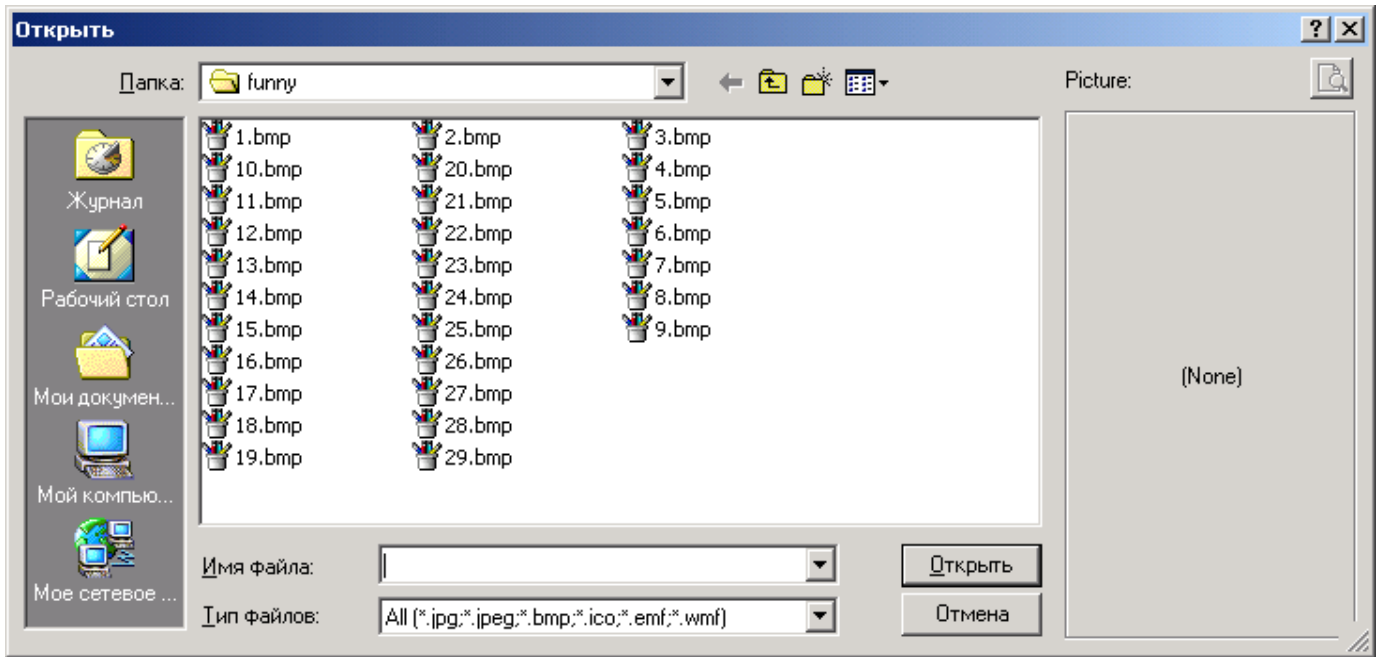 Открыть
Папка: funny
Picture:
Журнал
Рабочий стол
Мои докумен...
Мой компью...
Мое сетевое ...
1.bmp
10.bmp
11.bmp
12.bmp
13.bmp
14.bmp
15.bmp
16.bmp
17.bmp
18.bmp
19.bmp
2.bmp
20.bmp
21.bmp
22.bmp
23.bmp
24.bmp
25.bmp
26.bmp
27.bmp
28.bmp
29.bmp
3.bmp
4.bmp
5.bmp
6.bmp
7.bmp
8.bmp
9.bmp
(None)
Имя файла:
Открыть
Тип файлов: All (*.jpg;*.jpeg;*.bmp;*.ico;*.emf;*.wmf)
Отмена